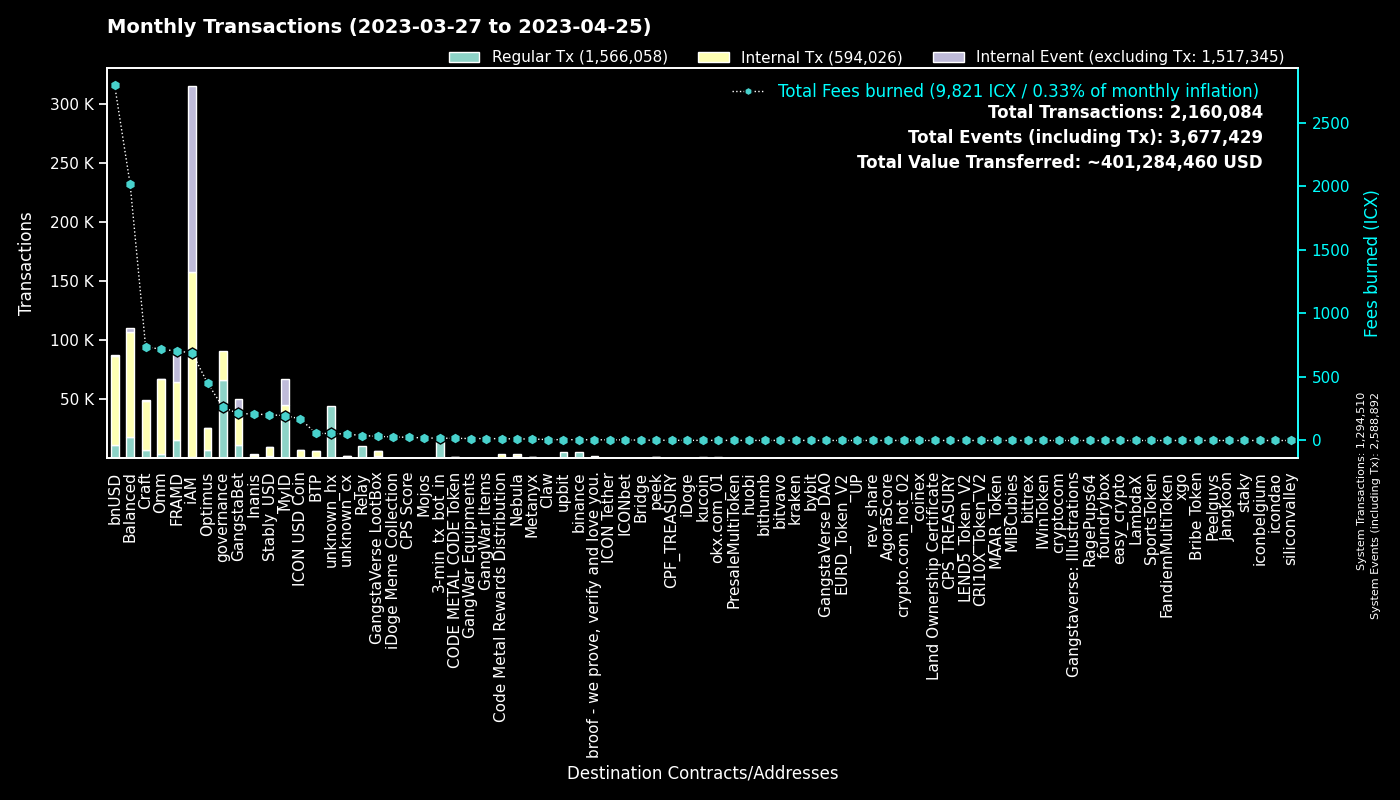 Monthly Transactions (2023-03-27 to 2023-04-25)
Regular Tx (1,566,058)
Internal Tx (594,026)
Internal Event (excluding Tx: 1,517,345)
Total Fees burned (9,821 ICX / 0.33% of monthly inflation)
Total Transactions: 2,160,084
Total Events (including Tx): 3,677,429
Total Value Transferred: ~401,284,460 USD
Transactions
300 K
250 K
200 K
150 K
100 K
50 K
2500
2000
1500
1000
500
0
Fees burned (ICX)
System Transactions: 1,294,510
System Events (including Tx): 2,588,892
bnUSD
Balanced
Craft
Omm
FRAMD
iAM
Optimus
governance
GangstaBet
Inanis
Stably_USD
MyID
ICON USD Coin
BTP
unknown_hx
unknown_cx
Relay
GangstaVerse LootBox
iDoge Meme Collection
CPS Score
Mojos
3-min_tx_bot_in
CODE METAL CODE Token
GangWar Equipments
GangWar Items
Code Metal Rewards Distribution
Nebula
Metanyx
Claw
upbit
binance
broof - we prove, verify and love you.
ICON Tether
ICONbet
Bridge
peek
CPF_TREASURY
iDoge
kucoin
okx.com_01
PresaleMultiToken
huobi
bithumb
bitvavo
kraken
bybit
GangstaVerse DAO
EURD_Token_V2
UP
rev_share
AgoraScore
crypto.com_hot_02
coinex
Land Ownership Certificate
CPS_TREASURY
LEND5_Token_V2
CRI10X_Token_V2
MAAR_Token
MIBCubies
bittrex
IWinToken
cryptocom
Gangstaverse: Illustrations
RagePups64
foundrybox
easy_crypto
LambdaX
SportsToken
FandiemMultiToken
xgo
Bribe Token
Peelguys
Jangkoon
staky
iconbelgium
icondao
siliconvalley
Destination Contracts/Addresses